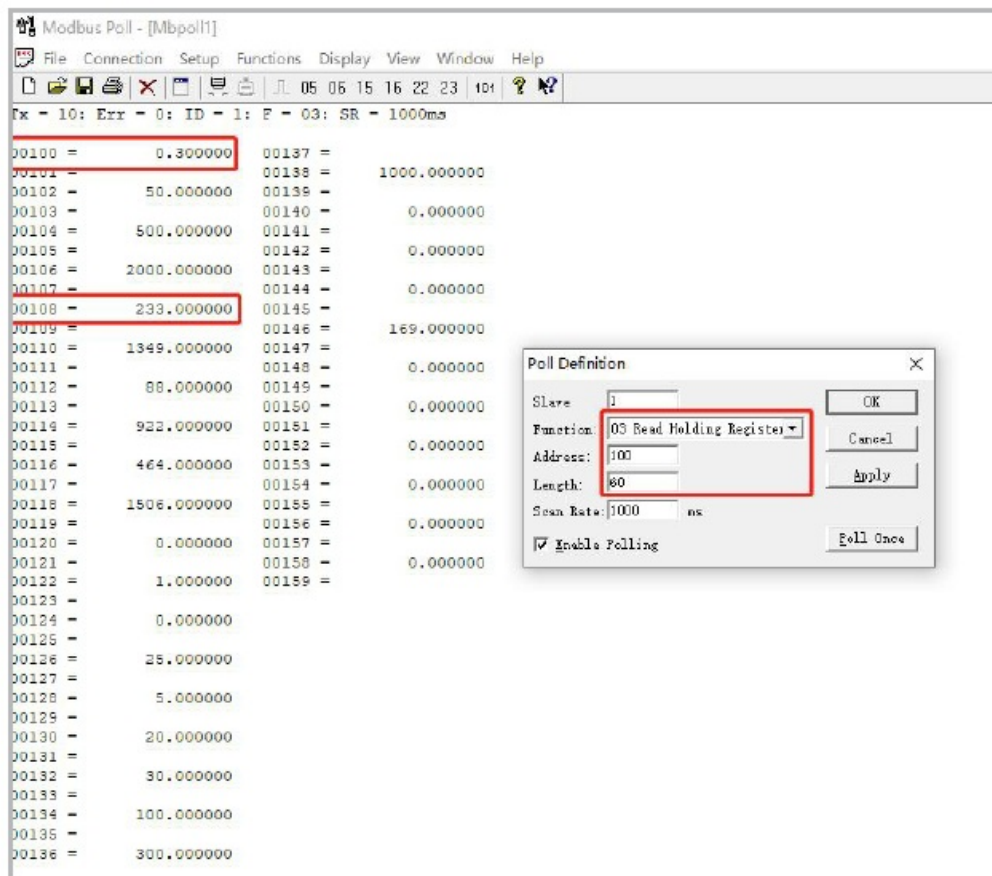 Modbus Poll - [Mbpoll1]
File Connection Setup Functions Display View Window Help
05 06 15 16 22 23 101
Tx = 10: Err = 0: ID = 1: F = 03: SR = 1000ms
00100 = 0.300000 00137 =
00101 = 00138 = 1000.000000
00102 = 50.000000 00139 =
00103 = 00140 = 0.000000
00104 = 500.000000 00141 =
00105 = 00142 = 0.000000
00106 = 2000.000000 00143 =
00107 = 00144 = 0.000000
00108 = 233.000000 00145 =
00109 = 00146 = 169.000000
00110 = 1349.000000 00147 =
00111 = 00148 = 0.000000
00112 = 88.000000 00149 =
00113 = 00150 = 0.000000
00114 = 922.000000 00151 =
00115 = 00152 = 0.000000
00116 = 464.000000 00153 =
00117 = 00154 = 0.000000
00118 = 1506.000000 00155 =
00119 = 00156 = 0.000000
00120 = 0.000000 00157 =
00121 = 00158 = 0.000000
00122 = 1.000000 00159 =
00123 =
00124 = 0.000000
00125 =
00126 = 25.000000
00127 =
00128 = 5.000000
00129 =
00130 = 20.000000
00131 =
00132 = 30.000000
00133 =
00134 = 100.000000
00135 =
00136 = 300.000000
Poll Definition
Slave 1 OK
Function: 03 Read Holding Register
Cancel
Address: 100
Apply
Length: 60
Scan Rate: 1000 ms
Enable Polling Poll Once